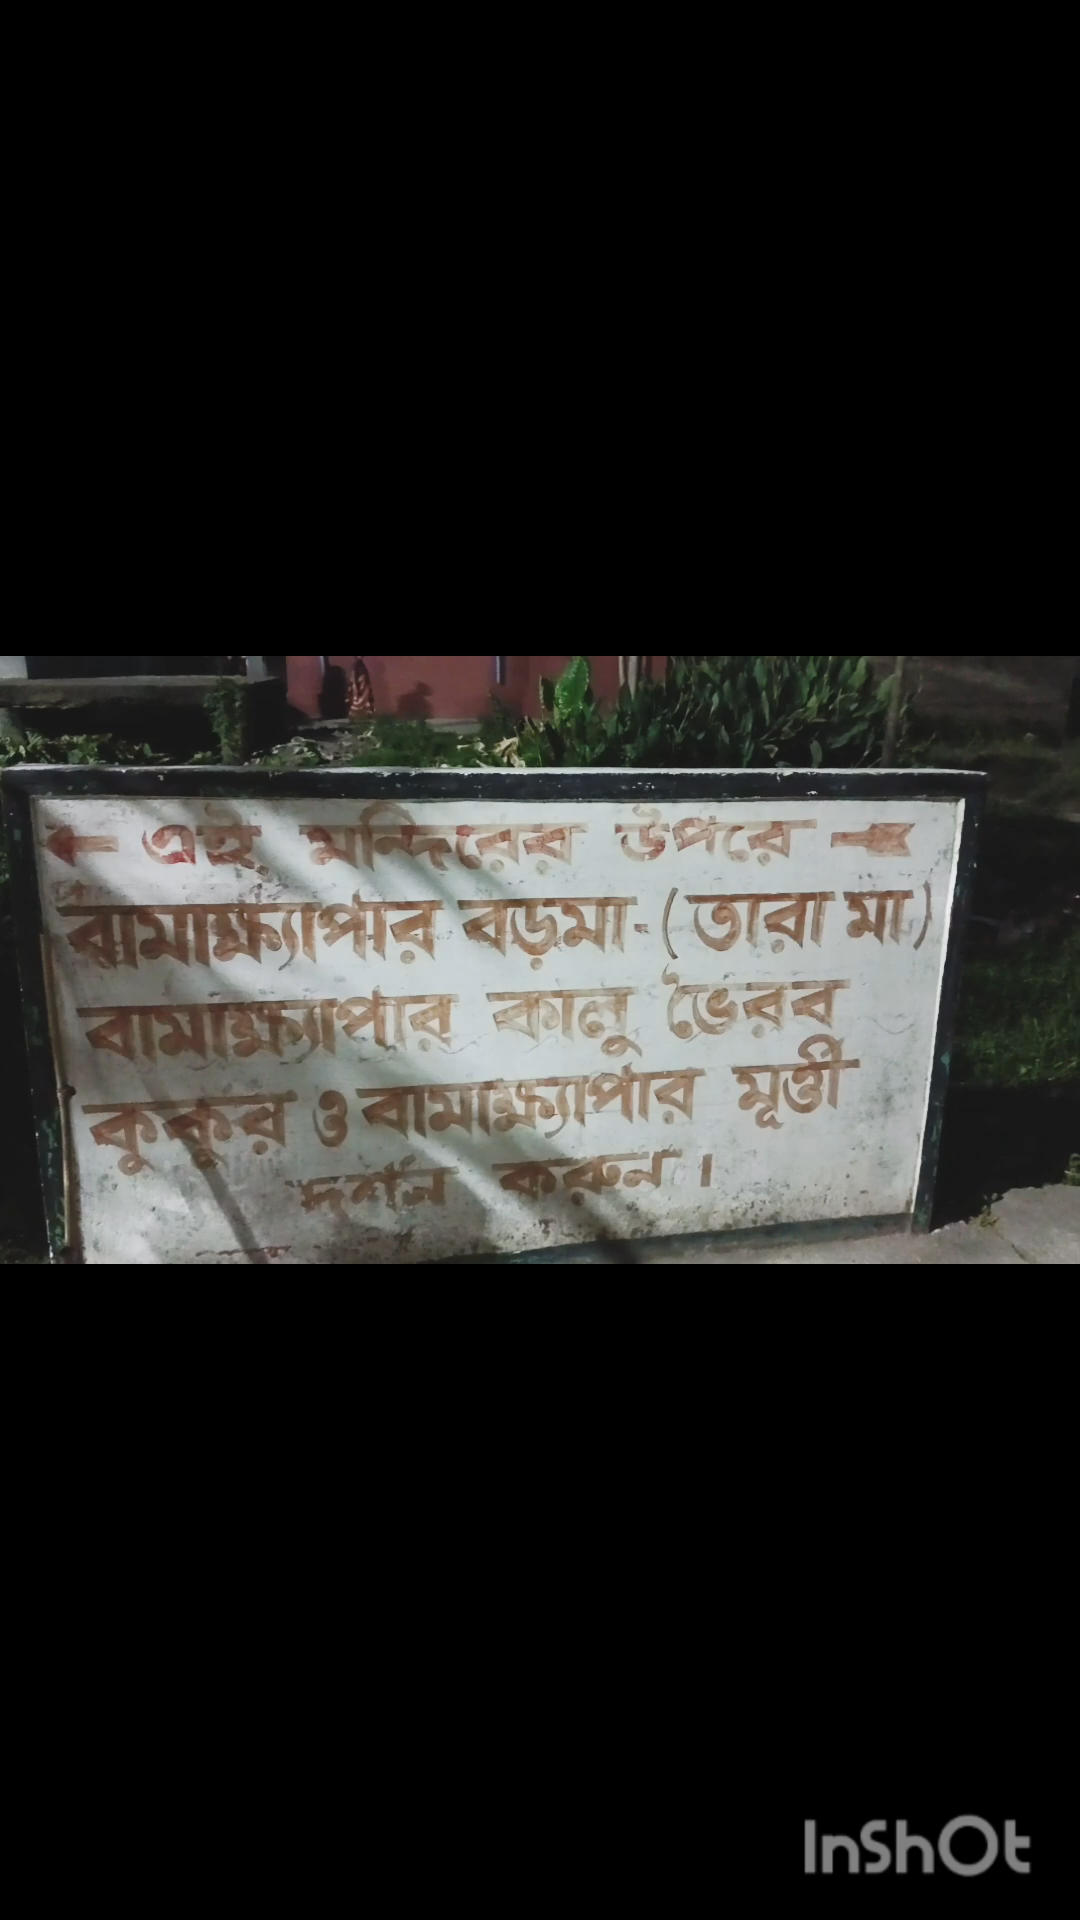 এই মন্দিরের উপরে
বামাক্ষ্যাপার বড়মা-(তারা মা)
বামাক্ষ্যাপার কালু ভৈরব
কুকুর ও বামাক্ষ্যাপার মূর্ত্তী
দর্শন করুন।
InShOt